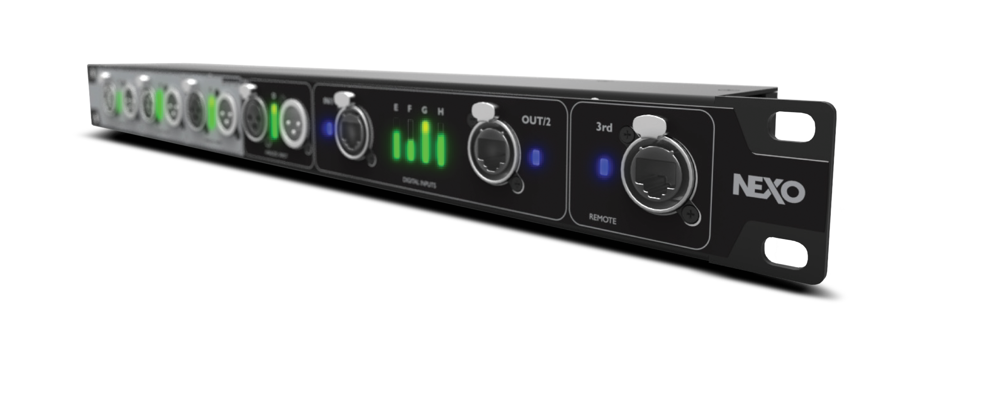 E F G H
DIGITAL INPUTS
OUT/2
3rd
REMOTE
NEXO